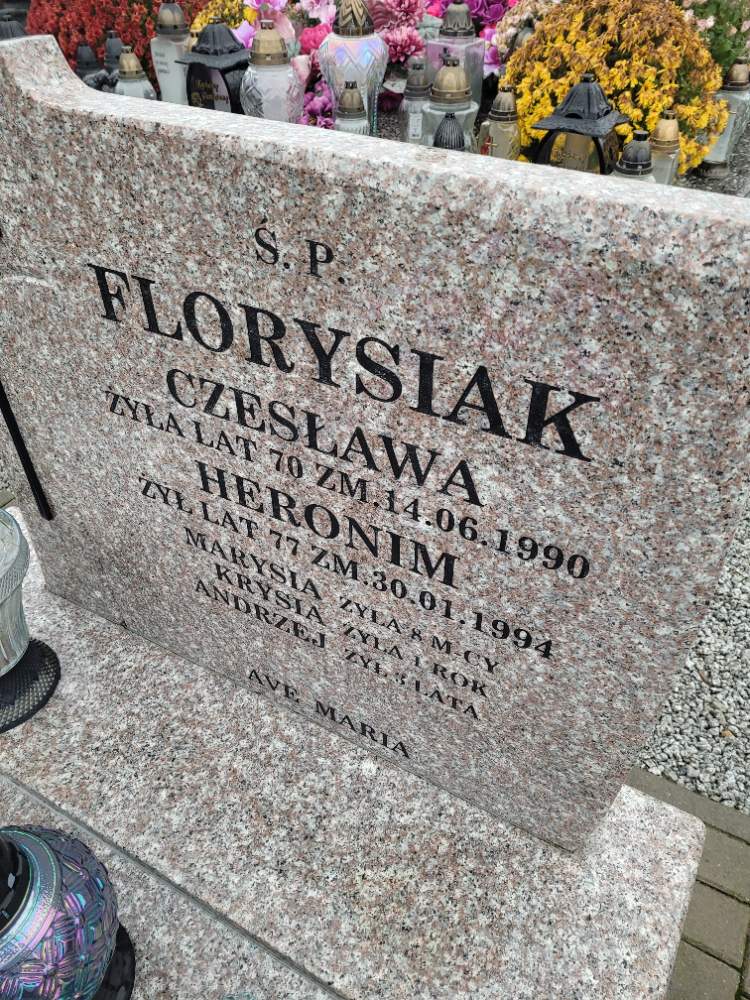 Ś. P.
FLORYSIAK
CZESŁAWA
ŻYŁA LAT 70 ZM.14.06.1990
HERONIM
ŻYŁ LAT 77 ZM.30.01.1994
MARYSIA ŻYŁA 8 M-CY
KRYSIA ŻYŁA 1 ROK
ANDRZEJ ŻYŁ 3 LATA
AVE MARIA